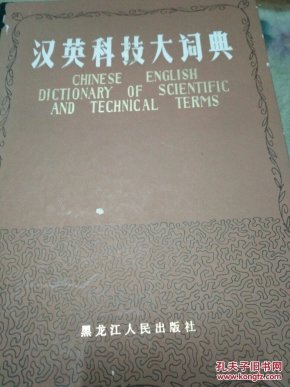 汉英科技大词典
CHINESE ENGLISH
DICTIONARY OF SCIENTIFIC
AND TECHNICAL TERMS
黑龙江人民出版社
孔夫子旧书网